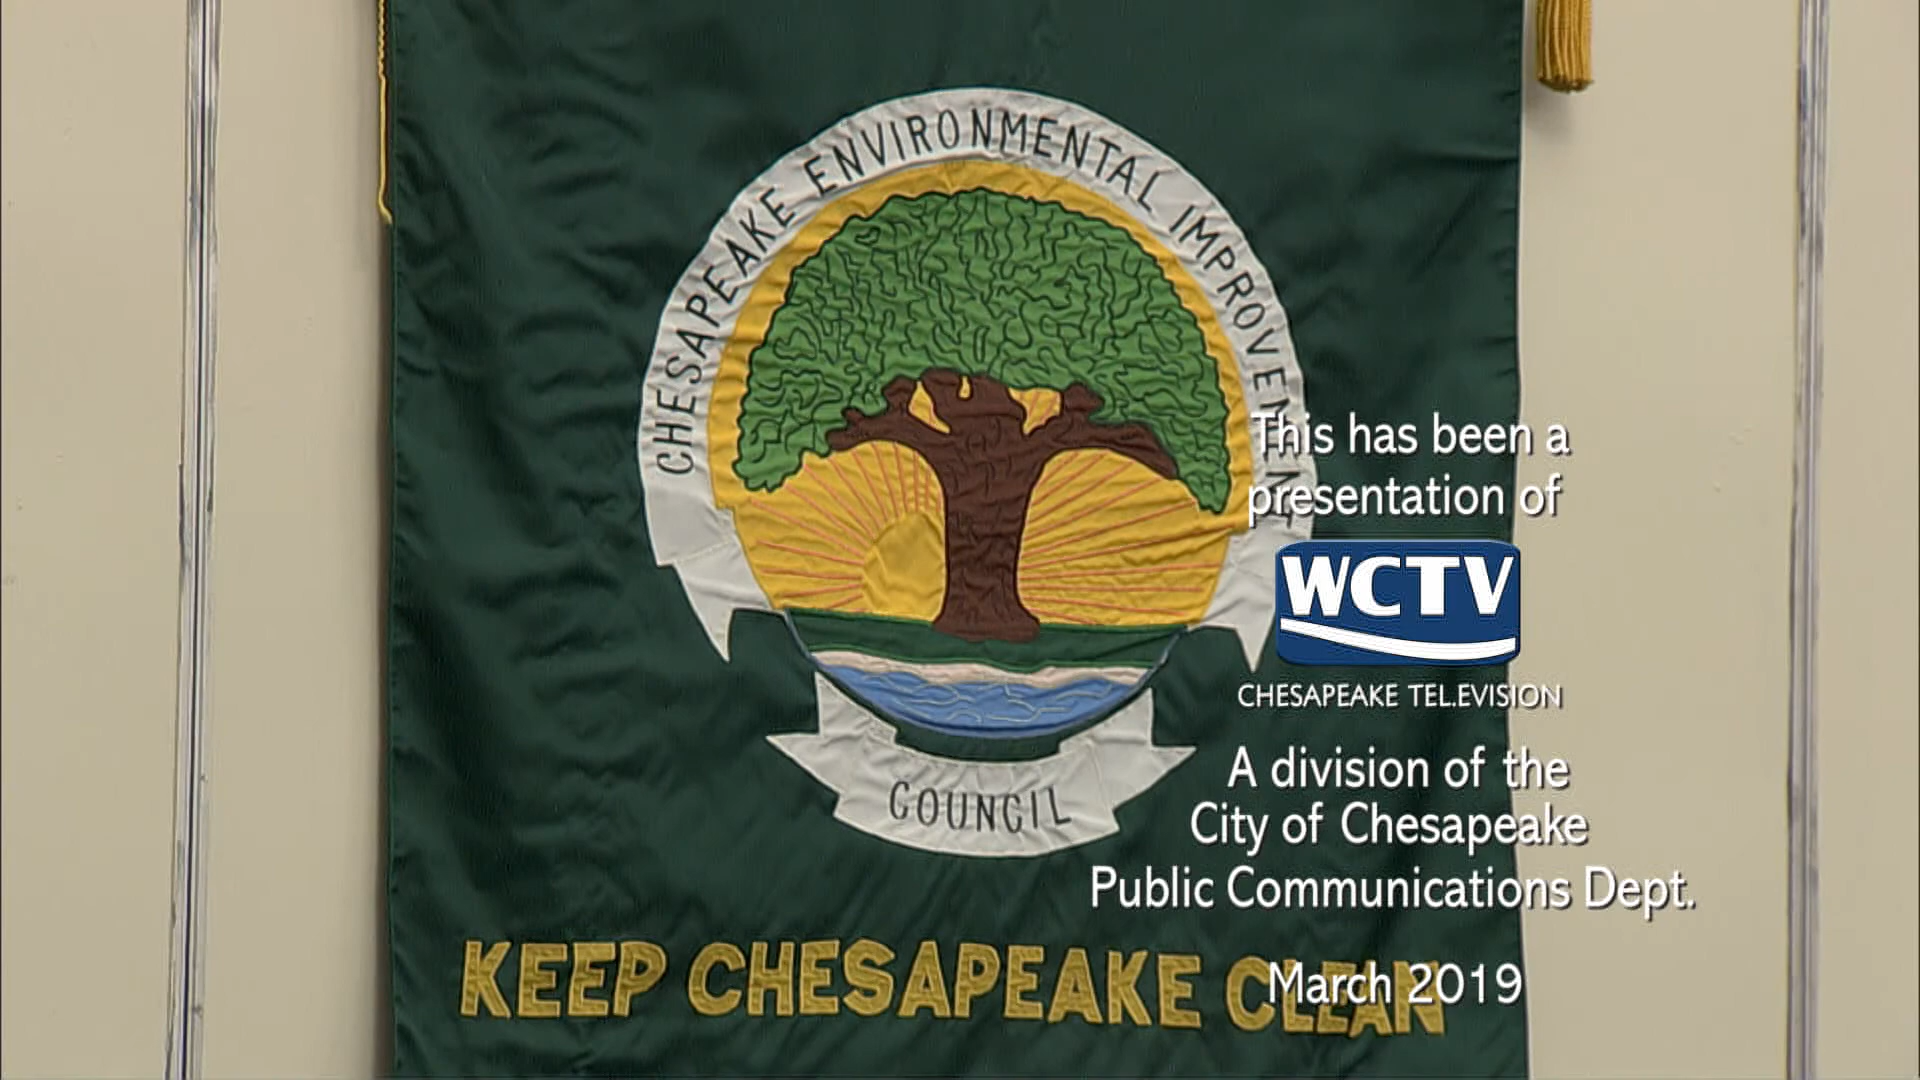 CHESAPEAKE ENVIRONMENTAL IMPROVEMENT
COUNCIL
KEEP CHESAPEAKE CLEAN
This has been a
presentation of
WCTV
CHESAPEAKE TELEVISION
A division of the
City of Chesapeake
Public Communications Dept.
March 2019